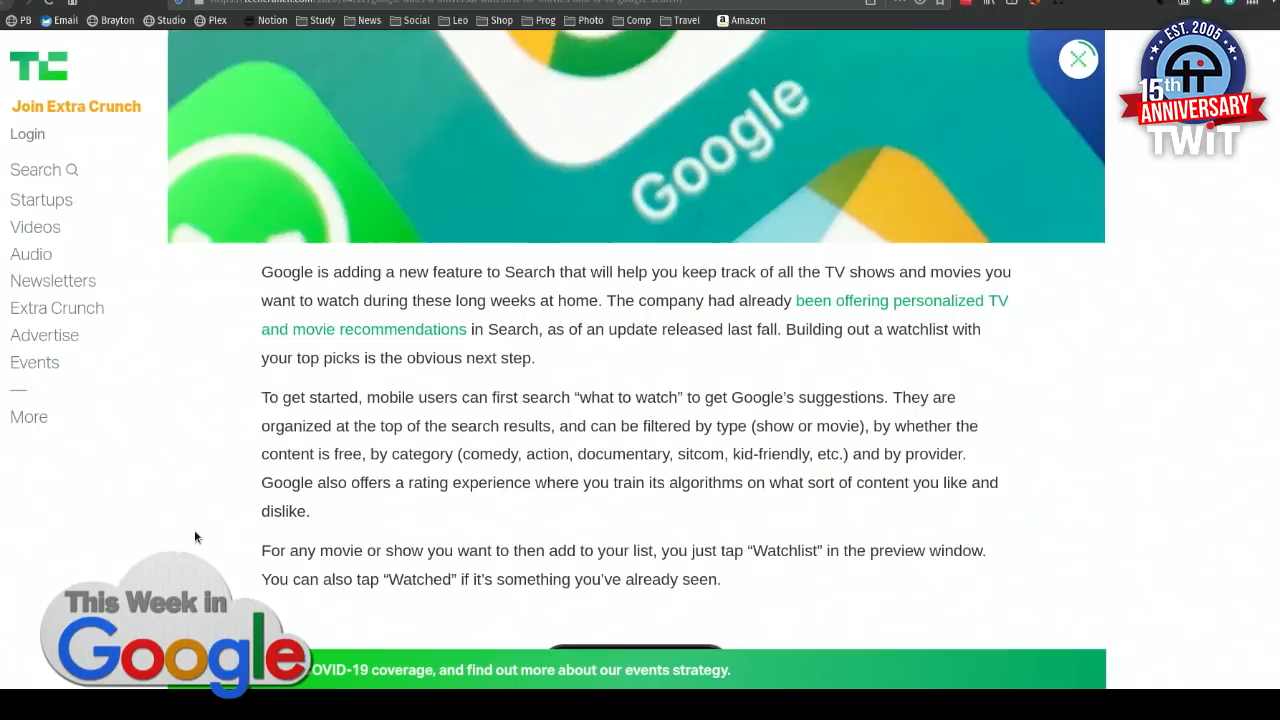 PB Email Brayton Studio Plex Notion Study News Social Leo Shop Prog Photo Comp Travel Amazon
TC
Join Extra Crunch
Login
Search
Startups
Videos
Audio
Newsletters
Extra Crunch
Advertise
Events
—
More
Google
EST. 2005
15th
ANNIVERSARY
TWiT
Google is adding a new feature to Search that will help you keep track of all the TV shows and movies you
want to watch during these long weeks at home. The company had already been offering personalized TV
and movie recommendations in Search, as of an update released last fall. Building out a watchlist with
your top picks is the obvious next step.
To get started, mobile users can first search “what to watch” to get Google’s suggestions. They are
organized at the top of the search results, and can be filtered by type (show or movie), by whether the
content is free, by category (comedy, action, documentary, sitcom, kid-friendly, etc.) and by provider.
Google also offers a rating experience where you train its algorithms on what sort of content you like and
dislike.
For any movie or show you want to then add to your list, you just tap “Watchlist” in the preview window.
You can also tap “Watched” if it’s something you’ve already seen.
This Week in
Google
OVID-19 coverage, and find out more about our events strategy.